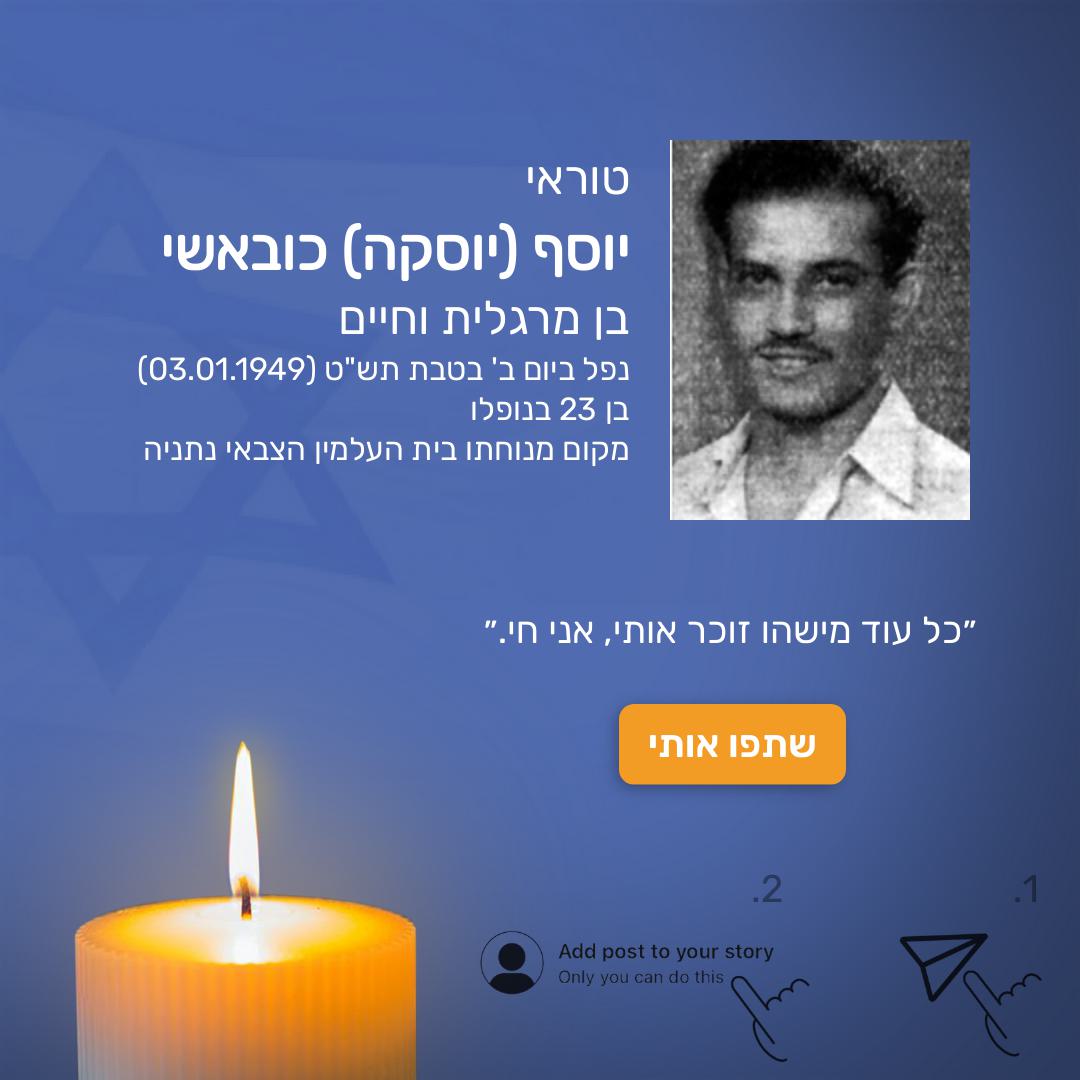 טוראי
יוסף (יוסקה) כובאשי
בן מרגלית וחיים
נפל ביום ב' בטבת תש"ט (03.01.1949)
בן 23 בנופלו
מקום מנוחתו בית העלמין הצבאי נתניה
״כל עוד מישהו זוכר אותי, אני חי.״
שתפו אותי
.1
.2
Add post to your story
Only you can do this